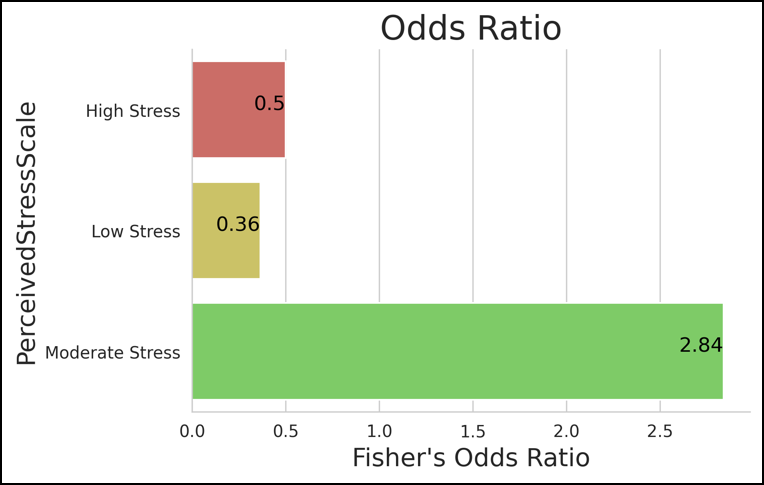 Odds Ratio
PerceivedStressScale
High Stress
0.5
Low Stress
0.36
Moderate Stress
2.84
0.0 0.5 1.0 1.5 2.0 2.5
Fisher's Odds Ratio